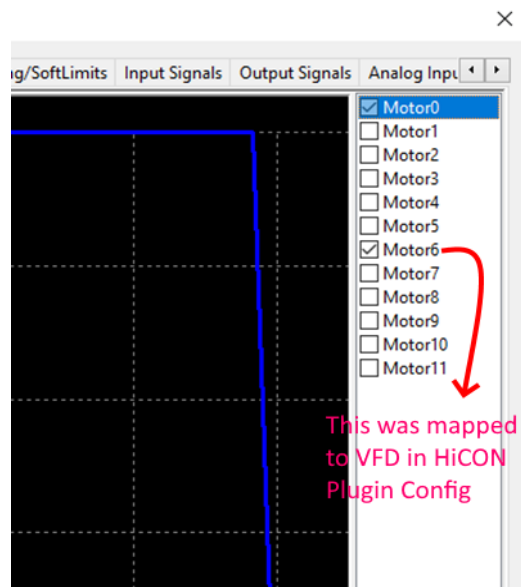 ng/SoftLimits Input Signals Output Signals Analog Inpu
Motor0
Motor1
Motor2
Motor3
Motor4
Motor5
Motor6
Motor7
Motor8
Motor9
Motor10
Motor11
This was mapped
to VFD in HiCON
Plugin Config